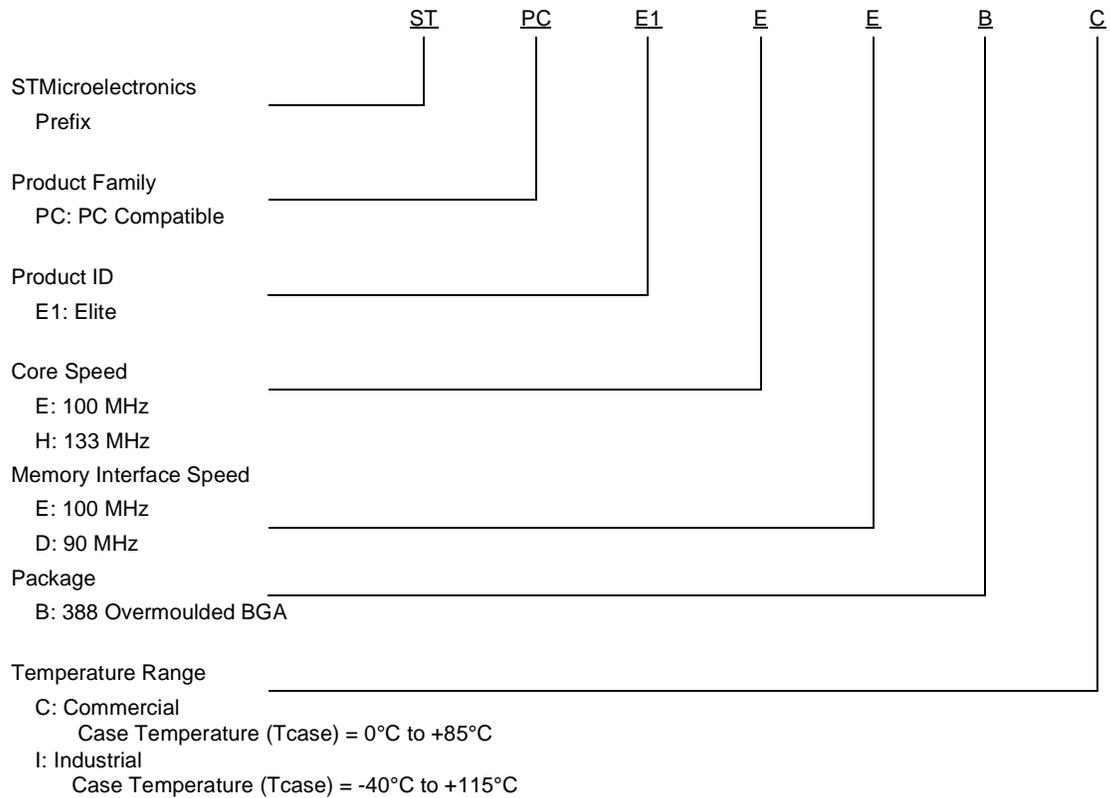 ST PC E1 E E B C
STMicroelectronics
Prefix
Product Family
PC: PC Compatible
Product ID
E1: Elite
Core Speed
E: 100 MHz
H: 133 MHz
Memory Interface Speed
E: 100 MHz
D: 90 MHz
Package
B: 388 Overmoulded BGA
Temperature Range
C: Commercial
Case Temperature (Tcase) = 0°C to +85°C
I: Industrial
Case Temperature (Tcase) = -40°C to +115°C